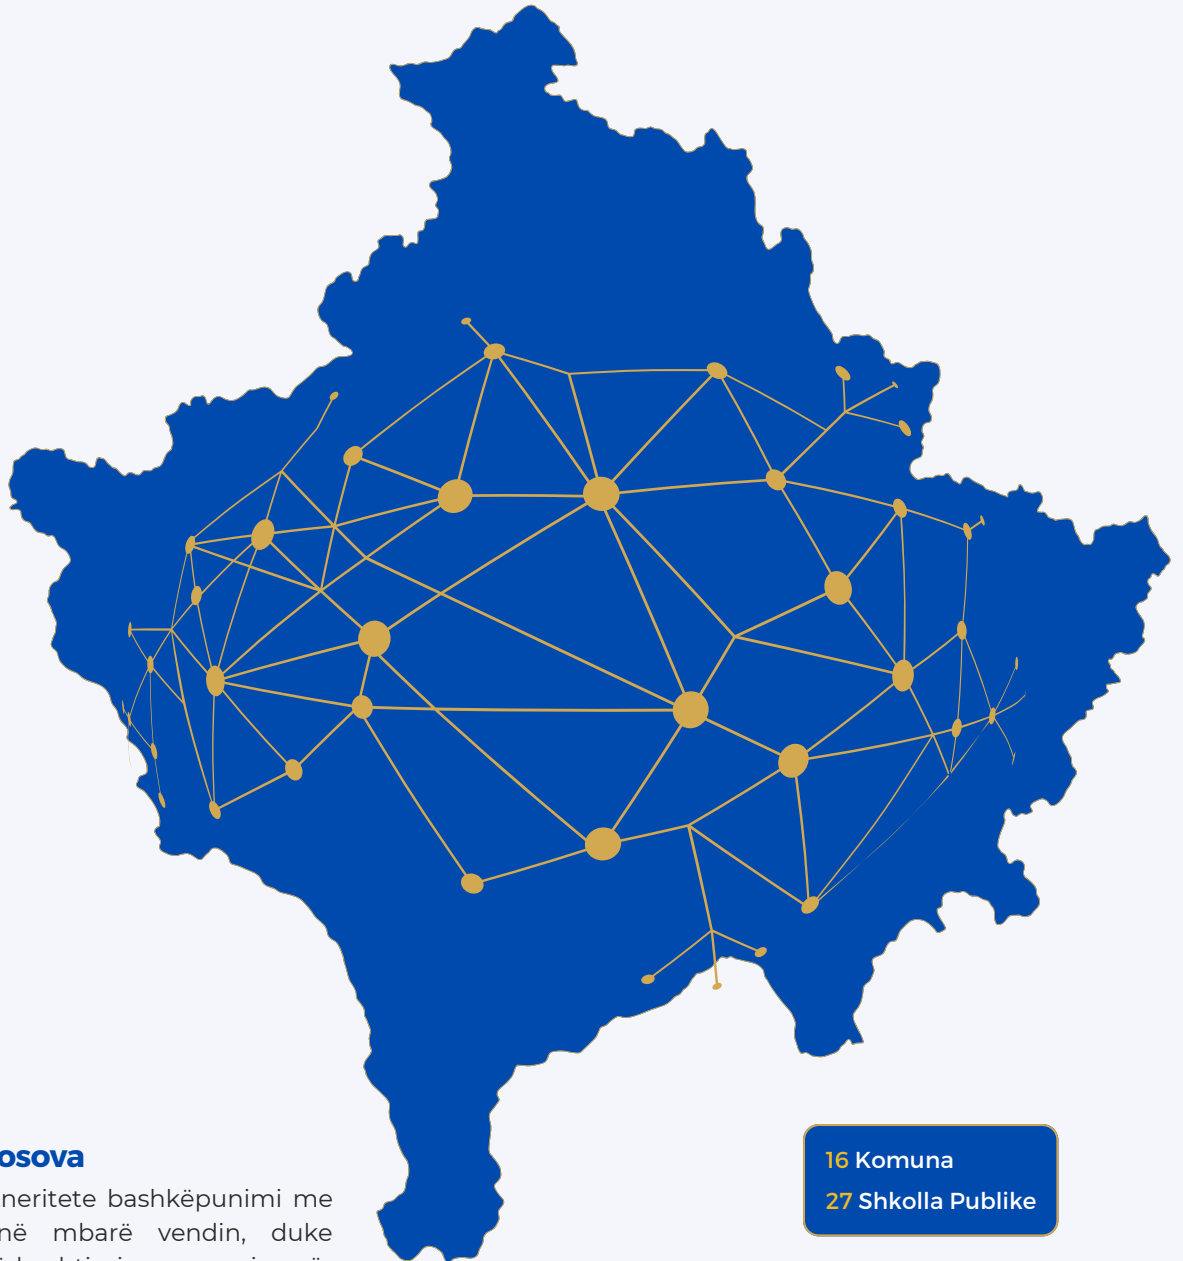 osova
neritete bashkëpunimi me
në mbarë vendin, duke
16 Komuna
27 Shkolla Publike